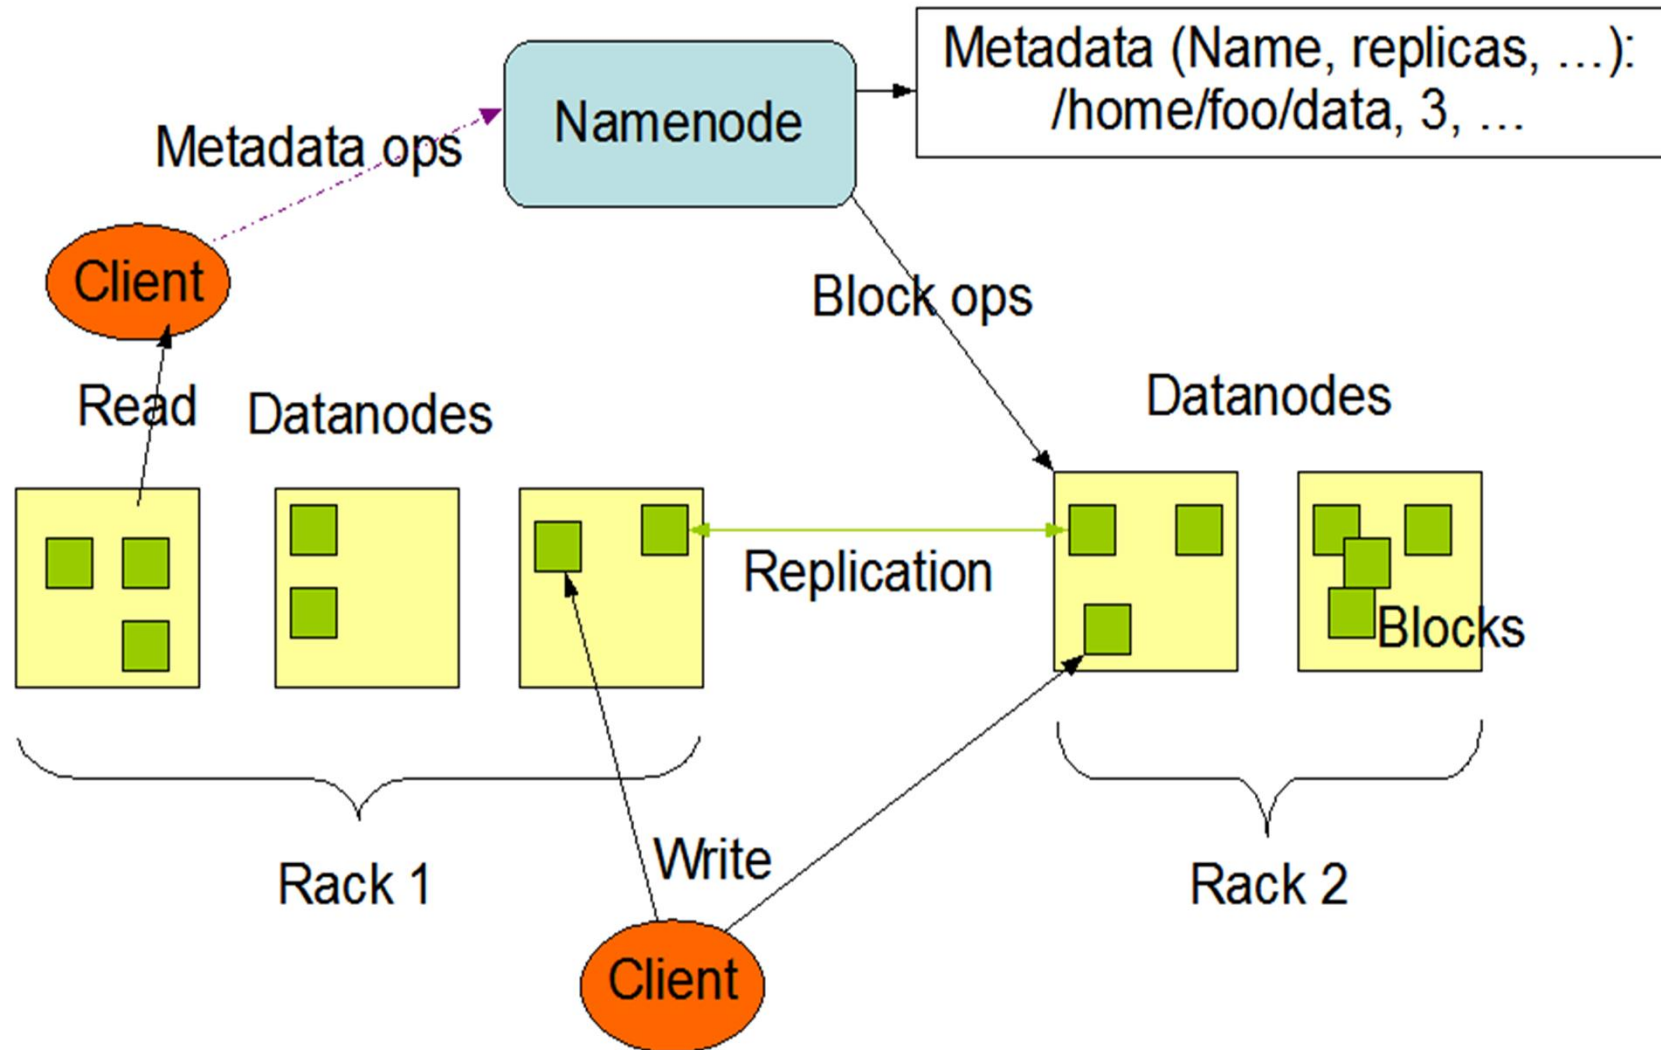 Metadata (Name, replicas, ...):
/home/foo/data, 3, ...
Namenode
Metadata ops
Client
Block ops
Read
Datanodes
Datanodes
Replication
Blocks
Write
Rack 1
Rack 2
Client